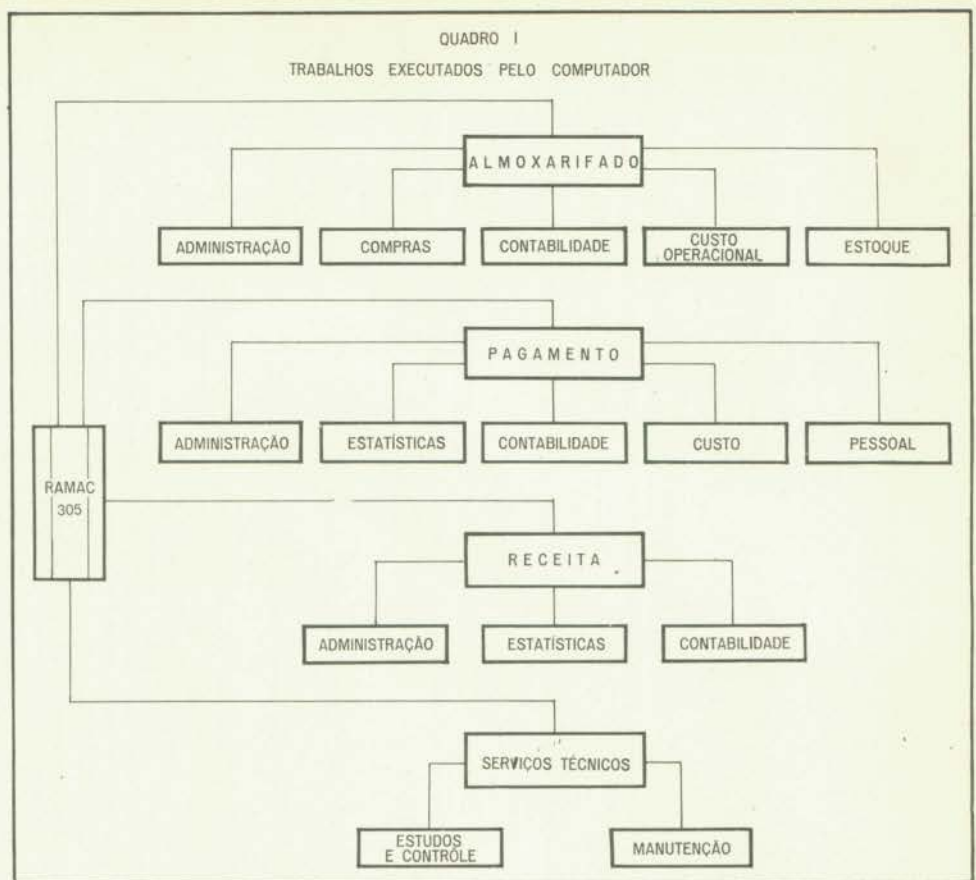 QUADRO I
TRABALHOS EXECUTADOS PELO COMPUTADOR
ALMOXARIFADO
ADMINISTRAÇÃO
COMPRAS
CONTABILIDADE
CUSTO
OPERACIONAL
ESTOQUE
PAGAMENTO
ADMINISTRAÇÃO
ESTATÍSTICAS
CONTABILIDADE
CUSTO
PESSOAL
RAMAC
305
RECEITA
ADMINISTRAÇÃO
ESTATÍSTICAS
CONTABILIDADE
SERVIÇOS TÉCNICOS
ESTUDOS
E CONTRÔLE
MANUTENÇÃO